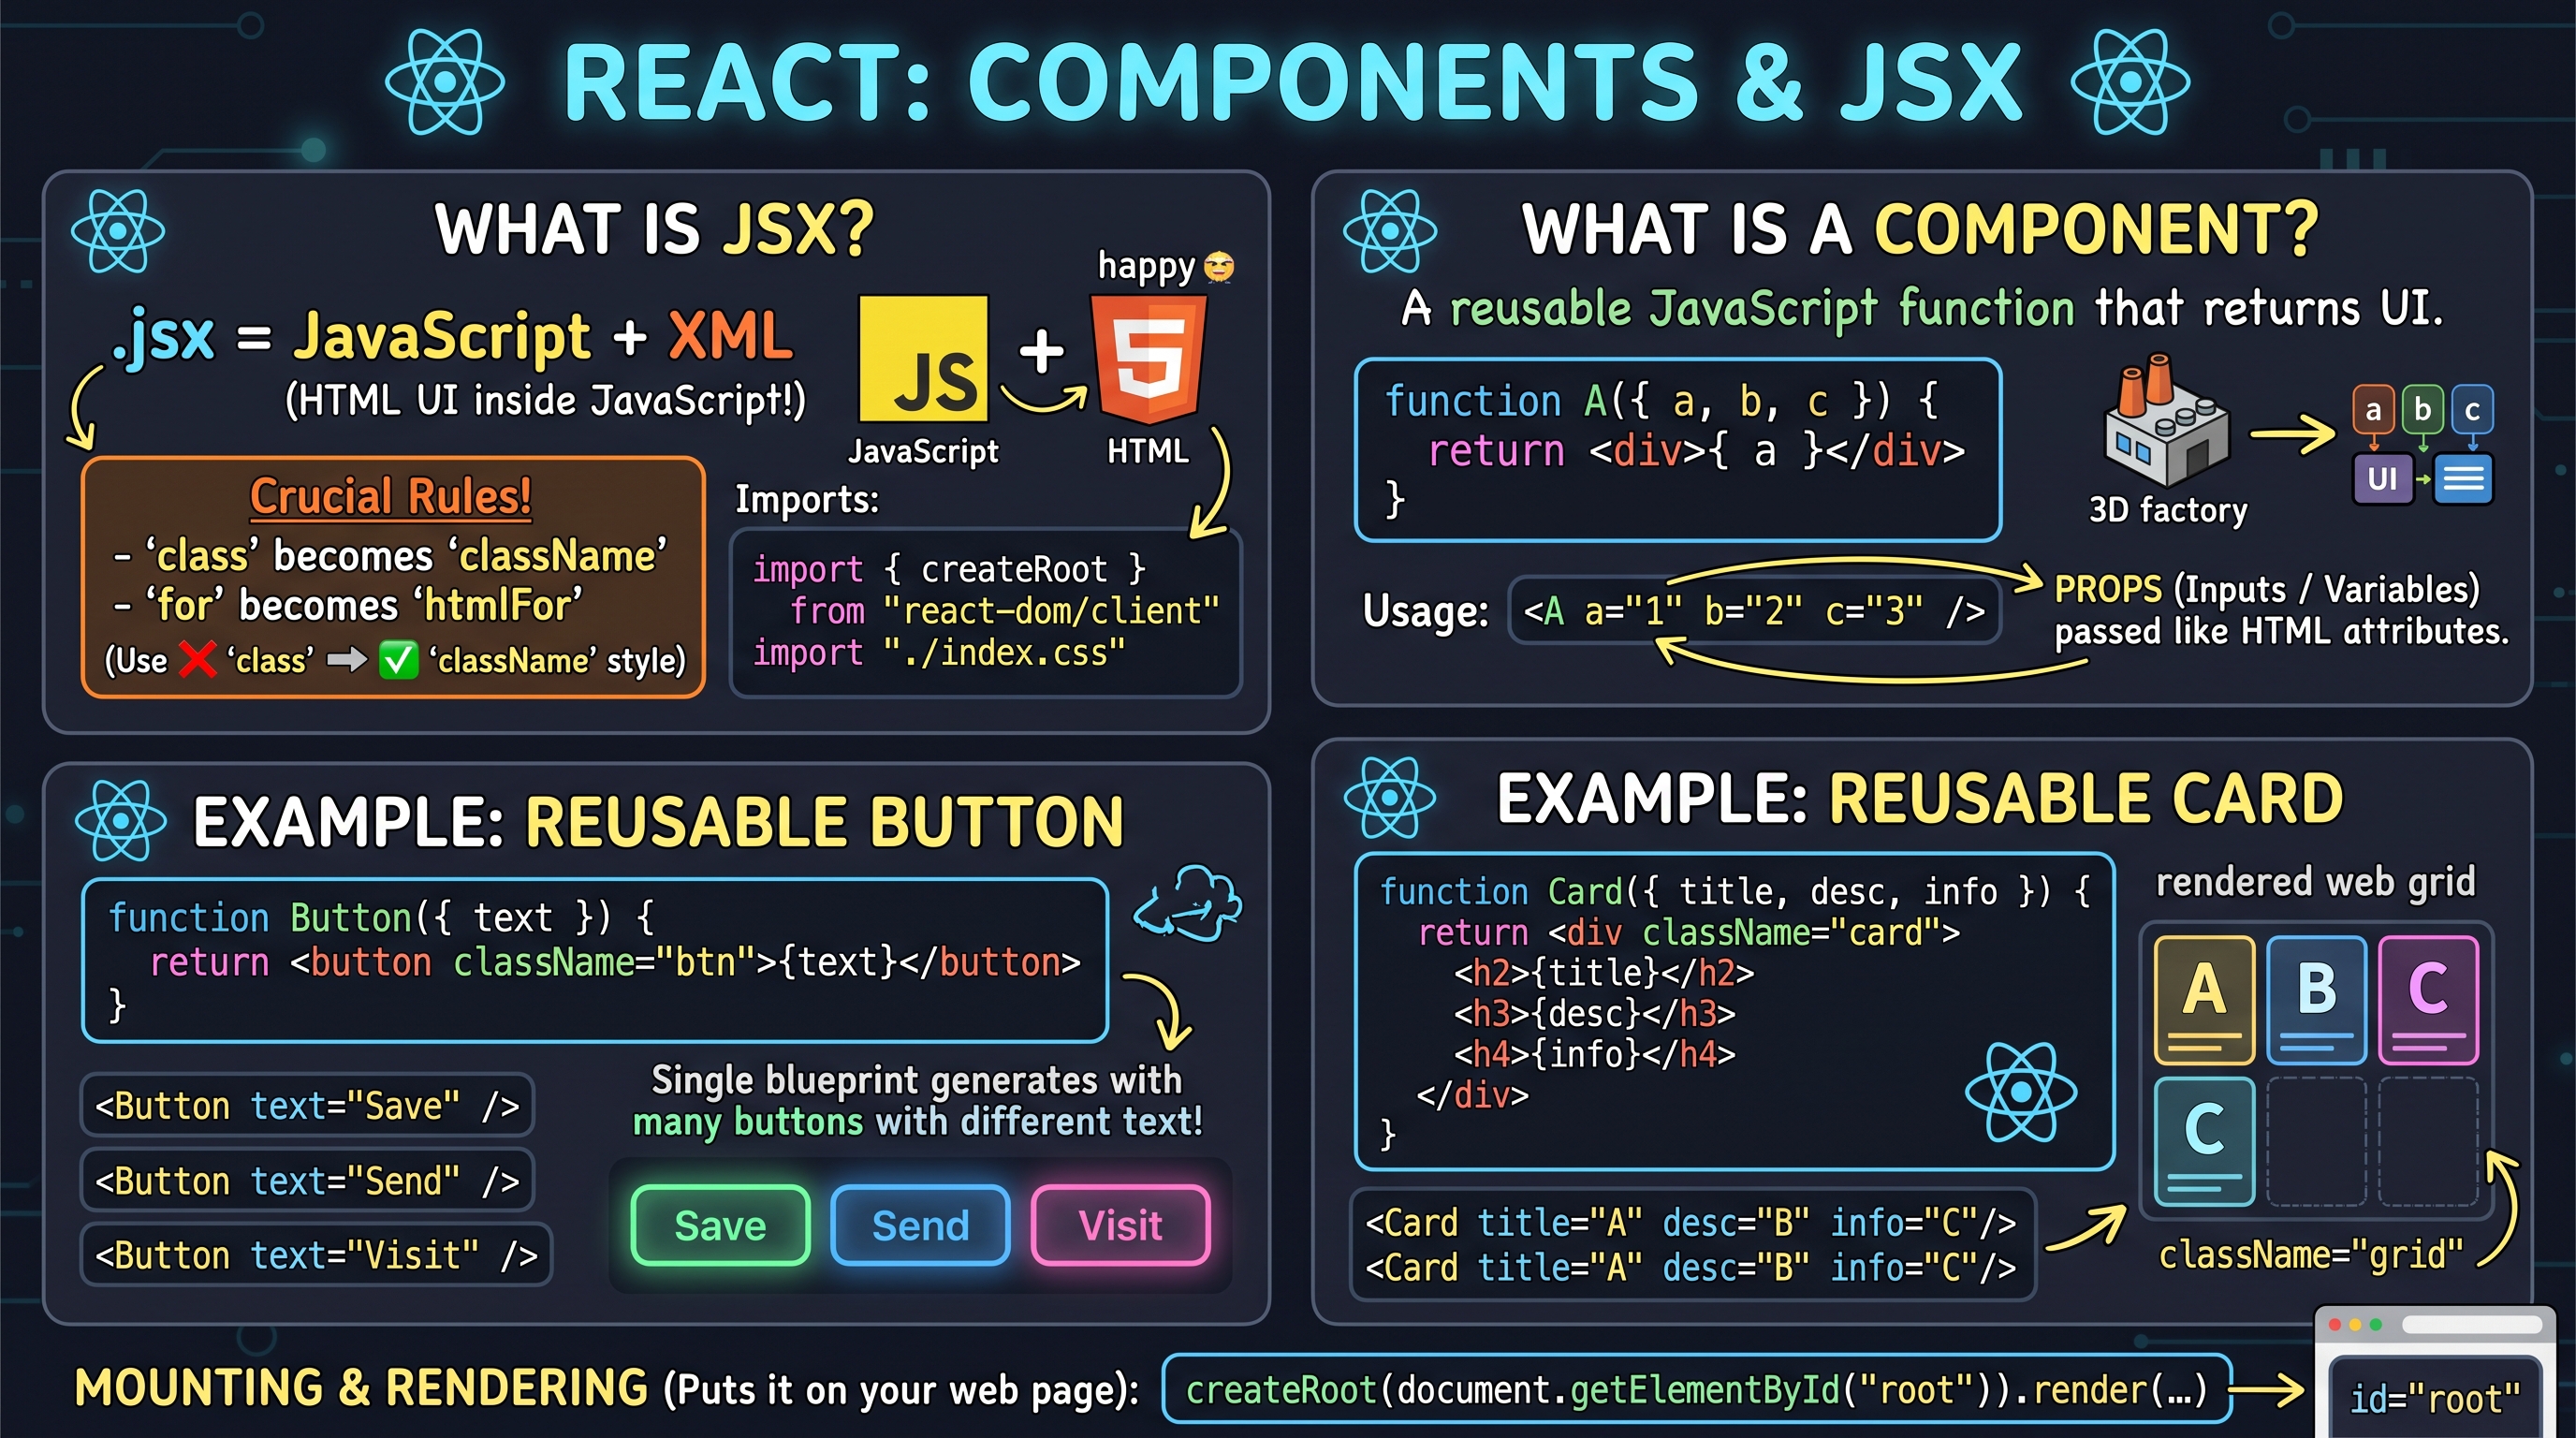 REACT: COMPONENTS & JSX
WHAT IS JSX?
happy
.jsx = JavaScript + XML
(HTML UI inside JavaScript!)
JS
+
5
JavaScript
HTML
Crucial Rules!
- ‘class’ becomes ‘className’
- ‘for’ becomes ‘htmlFor’
(Use ❌ ‘class’ ➡ ✅ ‘className’ style)
Imports:
import { createRoot }
from "react-dom/client"
import "./index.css"
WHAT IS A COMPONENT?
A reusable JavaScript function that returns UI.
function A({ a, b, c }) {
return <div>{ a }</div>
}
3D factory
a b c
UI
Usage: <A a="1" b="2" c="3" />
PROPS (Inputs / Variables)
passed like HTML attributes.
EXAMPLE: REUSABLE BUTTON
function Button({ text }) {
return <button className="btn">{text}</button>
}
<Button text="Save" />
<Button text="Send" />
<Button text="Visit" />
Single blueprint generates with
many buttons with different text!
Save Send Visit
EXAMPLE: REUSABLE CARD
function Card({ title, desc, info }) {
return <div className="card">
<h2>{title}</h2>
<h3>{desc}</h3>
<h4>{info}</h4>
</div>
}
<Card title="A" desc="B" info="C"/>
<Card title="A" desc="B" info="C"/>
rendered web grid
A B C
C
className="grid"
MOUNTING & RENDERING (Puts it on your web page): createRoot(document.getElementById("root")).render(…)
id="root"